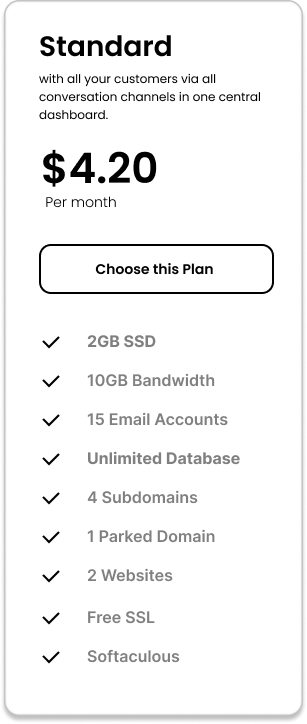 Standard
with all your customers via all
conversation channels in one central
dashboard.
$4.20
Per month
Choose this Plan
2GB SSD
10GB Bandwidth
15 Email Accounts
Unlimited Database
4 Subdomains
1 Parked Domain
2 Websites
Free SSL
Softaculous